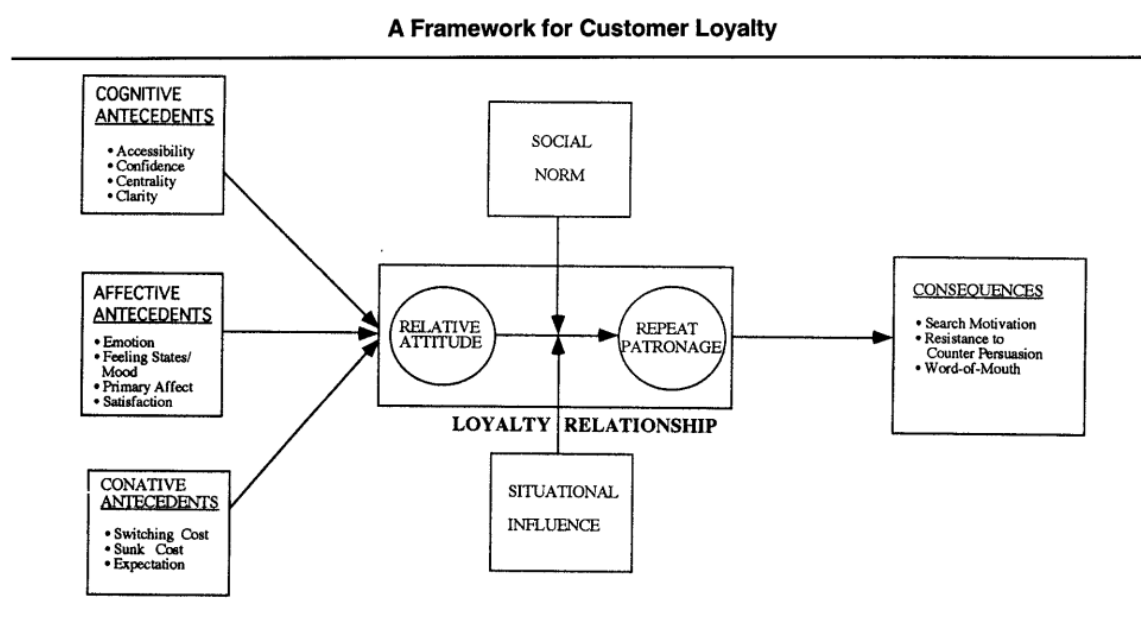 A Framework for Customer Loyalty
COGNITIVE
ANTECEDENTS
• Accessibility
• Confidence
• Centrality
• Clarity
AFFECTIVE
ANTECEDENTS
• Emotion
• Feeling States/
Mood
• Primary Affect
• Satisfaction
CONATIVE
ANTECEDENTS
• Switching Cost
• Sunk Cost
• Expectation
SOCIAL
NORM
RELATIVE
ATTITUDE
REPEAT
PATRONAGE
LOYALTY RELATIONSHIP
SITUATIONAL
INFLUENCE
CONSEQUENCES
• Search Motivation
• Resistance to
Counter Persuasion
• Word-of-Mouth